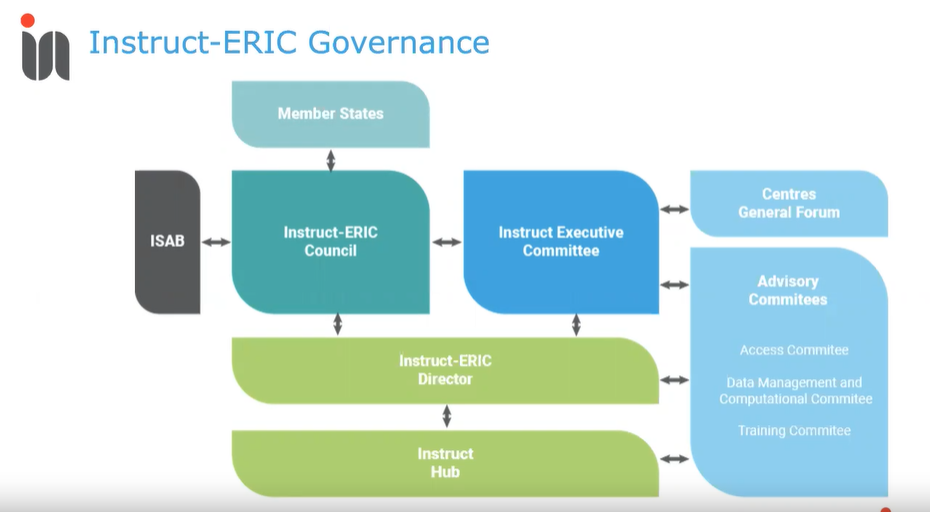 in
Instruct-ERIC Governance
Member States
ISAB
Instruct-ERIC
Council
Instruct Executive
Committee
Centres
General Forum
Advisory
Commitees
Access Commitee
Data Management and
Computational Commitee
Training Commitee
Instruct-ERIC
Director
Instruct
Hub